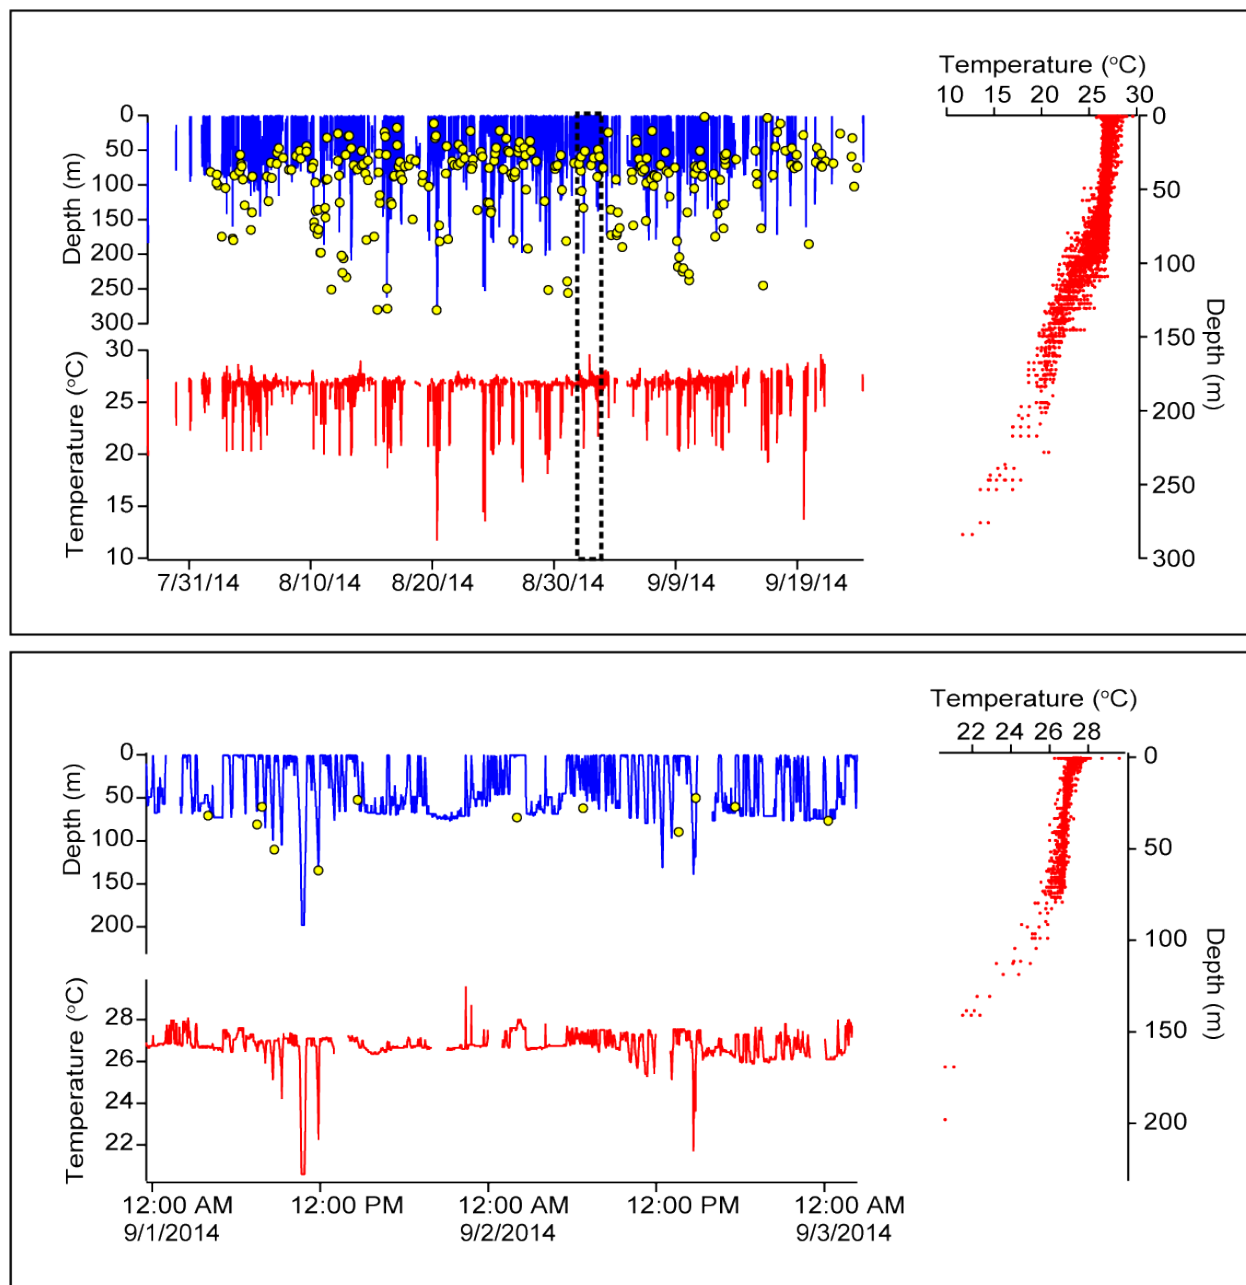 Temperature (°C)
10 15 20 25 30
0
50
100
150
200
250
300
Depth (m)
0
50
100
150
200
250
300
Depth (m)
30
25
20
15
10
Temperature (°C)
7/31/14 8/10/14 8/20/14 8/30/14 9/9/14 9/19/14
Temperature (°C)
22 24 26 28
0
50
100
150
200
Depth (m)
0
50
100
150
200
Depth (m)
28
26
24
22
Temperature (°C)
12:00 AM 12:00 PM 12:00 AM 12:00 PM 12:00 AM
9/1/2014 9/2/2014 9/3/2014